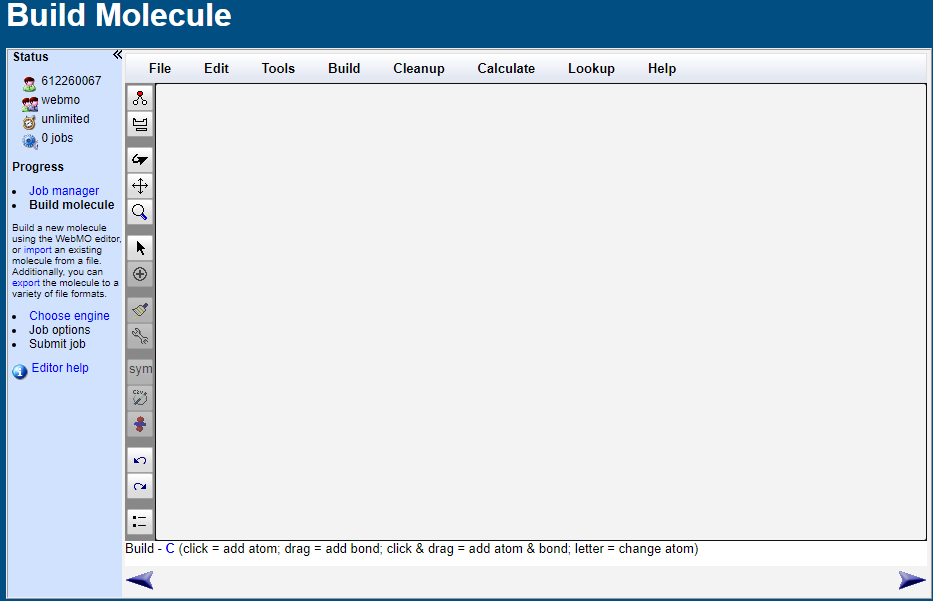 Build Molecule
Status
«
612260067
webmo
unlimited
0 jobs
Progress
Job manager
Build molecule
Build a new molecule
using the WebMO editor,
or import an existing
molecule from a file.
Additionally, you can
export the molecule to a
variety of file formats.
Choose engine
Job options
Submit job
Editor help
File Edit Tools Build Cleanup Calculate Lookup Help
sym
Build - C (click = add atom; drag = add bond; click & drag = add atom & bond; letter = change atom)